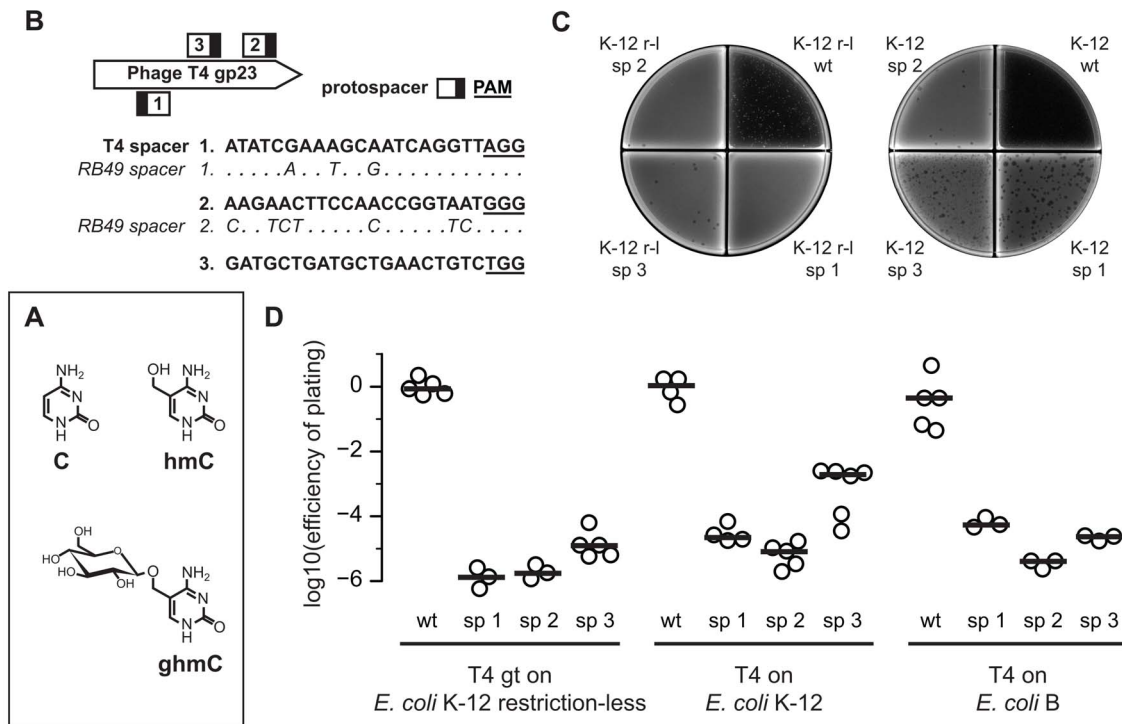 B
3
2
Phage T4 gp23
1
protospacer PAM
T4 spacer 1. ATATCGAAAGCAATCAGGTTAGG
RB49 spacer 1. . . . . . A . . T . . G . . . . . . . . . . .
2. AAGAACTTCCAACCGGTAATGGG
RB49 spacer 2. C . . TCT . . . . . C . . . . . TC . . . .
3. GATGCTGATGCTGAACTGTCTGG
C
K-12 r-l
sp 2
K-12 r-l
wt
K-12 r-l
sp 3
K-12 r-l
sp 1
K-12
sp 2
K-12
wt
K-12
sp 3
K-12
sp 1
A
NH2
N
N
H
O
C
OH
NH2
N
N
H
O
hmC
OH
HO
HO
OH
O
O
NH2
N
N
H
O
ghmC
D
log10(efficiency of plating)
0
−2
−4
−6
wt sp 1 sp 2 sp 3 wt sp 1 sp 2 sp 3 wt sp 1 sp 2 sp 3
T4 gt on
E. coli K-12 restriction-less
T4 on
E. coli K-12
T4 on
E. coli B